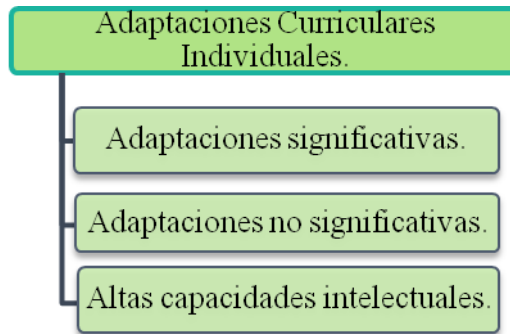 Adaptaciones Curriculares
Individuales.
Adaptaciones significativas.
Adaptaciones no significativas.
Altas capacidades intelectuales.